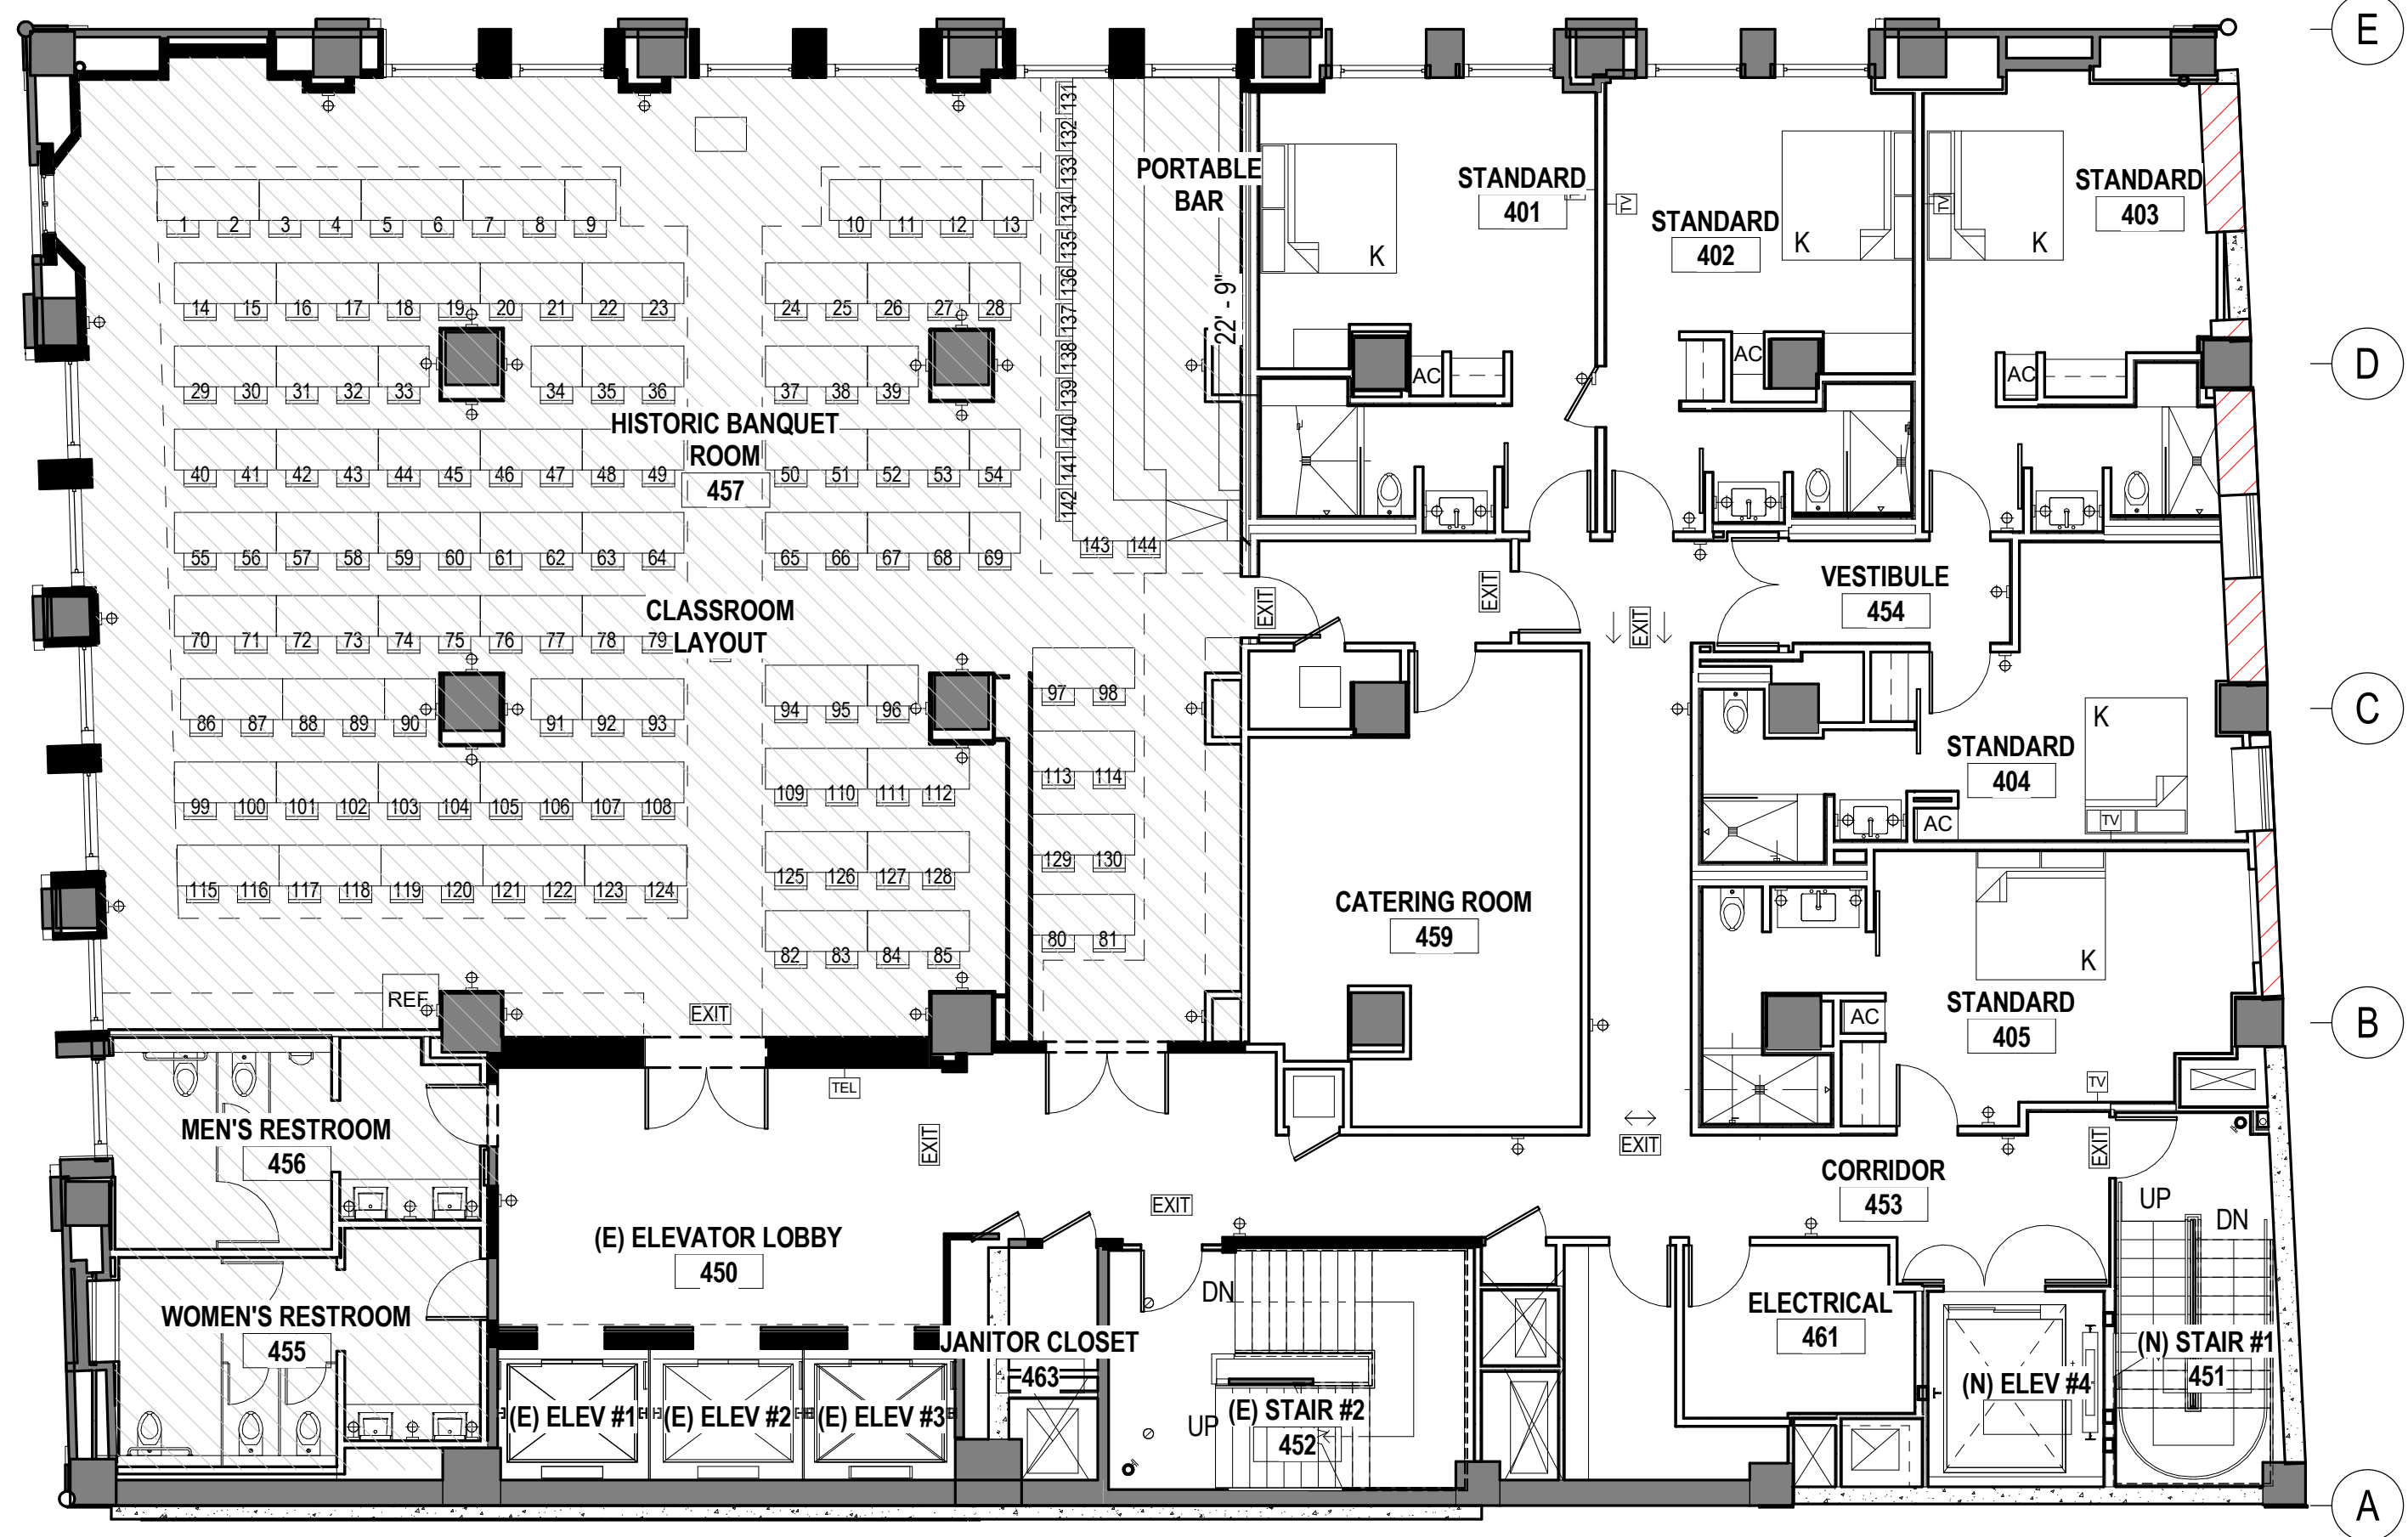 E
131
132
133
134
135
136
137
138
139
140
141
142
PORTABLE
BAR
22' - 9"
STANDARD
401
K
TV
STANDARD
402
K
TV
STANDARD
403
K
1 2 3 4 5 6 7 8 9 10 11 12 13
14 15 16 17 18 19 20 21 22 23 24 25 26 27 28
29 30 31 32 33 34 35 36 37 38 39
AC
AC
AC
D
HISTORIC BANQUET
ROOM
457
40 41 42 43 44 45 46 47 48 49 50 51 52 53 54
55 56 57 58 59 60 61 62 63 64 65 66 67 68 69
143 144
CLASSROOM
LAYOUT
70 71 72 73 74 75 76 77 78 79
EXIT
EXIT
EXIT
VESTIBULE
454
86 87 88 89 90 91 92 93 94 95 96 97 98
C
99 100 101 102 103 104 105 106 107 108 109 110 111 112 113 114
STANDARD
404
K
TV
AC
115 116 117 118 119 120 121 122 123 124 125 126 127 128 129 130
82 83 84 85 80 81
CATERING ROOM
459
K
STANDARD
405
AC
TV
B
REF.
EXIT
TEL
MEN'S RESTROOM
456
EXIT
EXIT
EXIT
EXIT
CORRIDOR
453
UP
DN
(E) ELEVATOR LOBBY
450
WOMEN'S RESTROOM
455
JANITOR CLOSET
463
DN
UP
ELECTRICAL
461
(E) ELEV #1
(E) ELEV #2
(E) ELEV #3
(E) STAIR #2
452
(N) ELEV #4
(N) STAIR #1
451
A